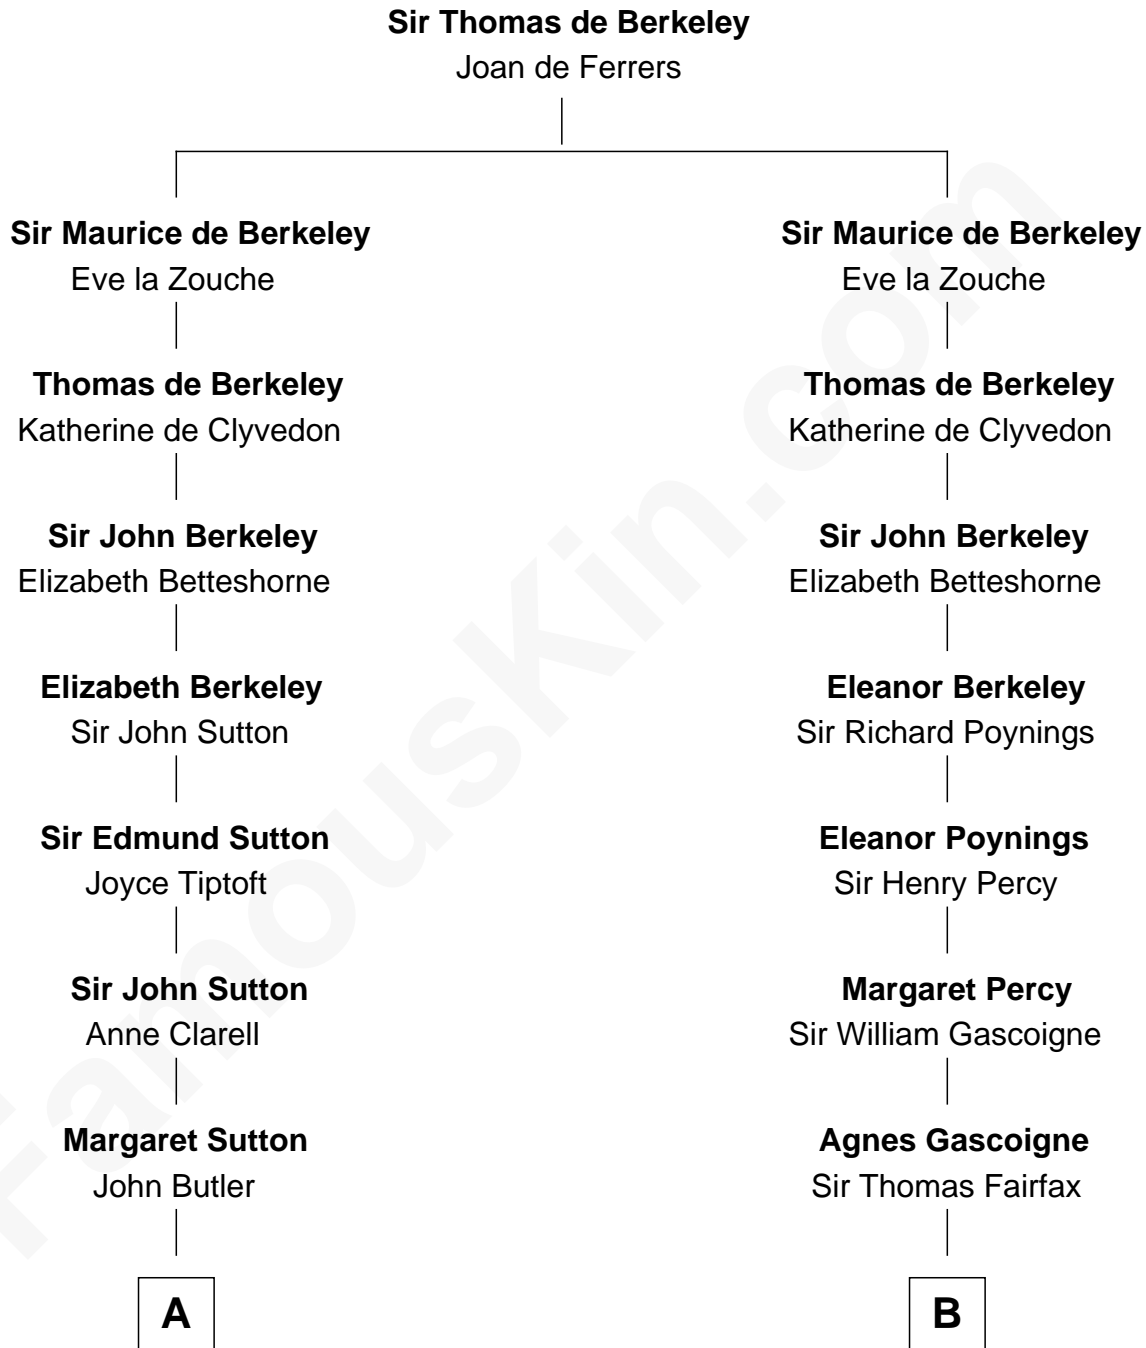 Sir Thomas de Berkeley
Joan de Ferrers
Sir Maurice de Berkeley
Eve la Zouche
Thomas de Berkeley
Katherine de Clyvedon
Sir John Berkeley
Elizabeth Betteshorne
Elizabeth Berkeley
Sir John Sutton
Sir Edmund Sutton
Joyce Tiptoft
Sir John Sutton
Anne Clarell
Margaret Sutton
John Butler
A
Sir Maurice de Berkeley
Eve la Zouche
Thomas de Berkeley
Katherine de Clyvedon
Sir John Berkeley
Elizabeth Betteshorne
Eleanor Berkeley
Sir Richard Poynings
Eleanor Poynings
Sir Henry Percy
Margaret Percy
Sir William Gascoigne
Agnes Gascoigne
Sir Thomas Fairfax
B
FamousKin.com